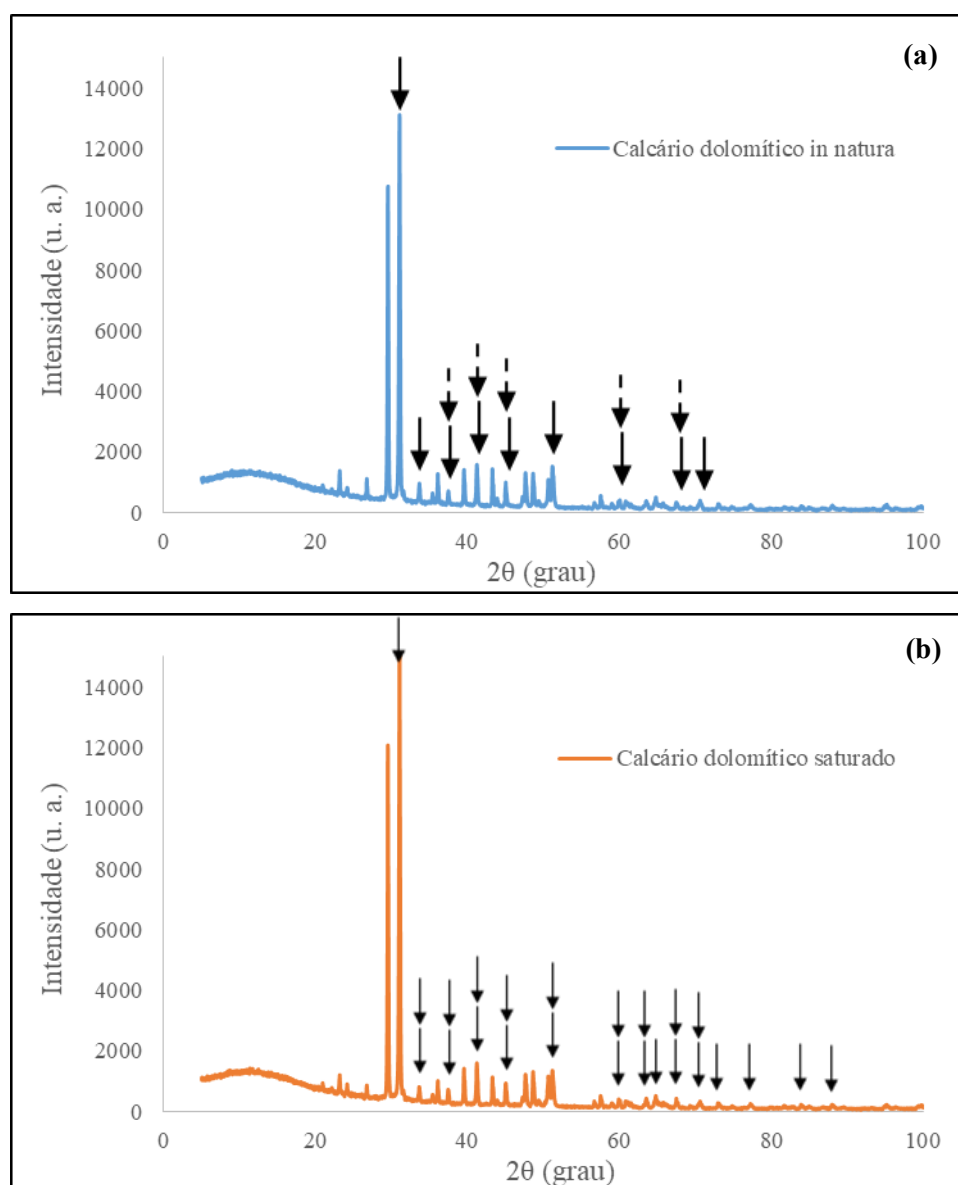 (a)
14000
12000
10000
8000
6000
4000
2000
0
Intensidade (u. a.)
Calcário dolomítico in natura
0 20 40 60 80 100
2θ (grau)
(b)
14000
12000
10000
8000
6000
4000
2000
0
Intensidade (u. a.)
Calcário dolomítico saturado
0 20 40 60 80 100
2θ (grau)